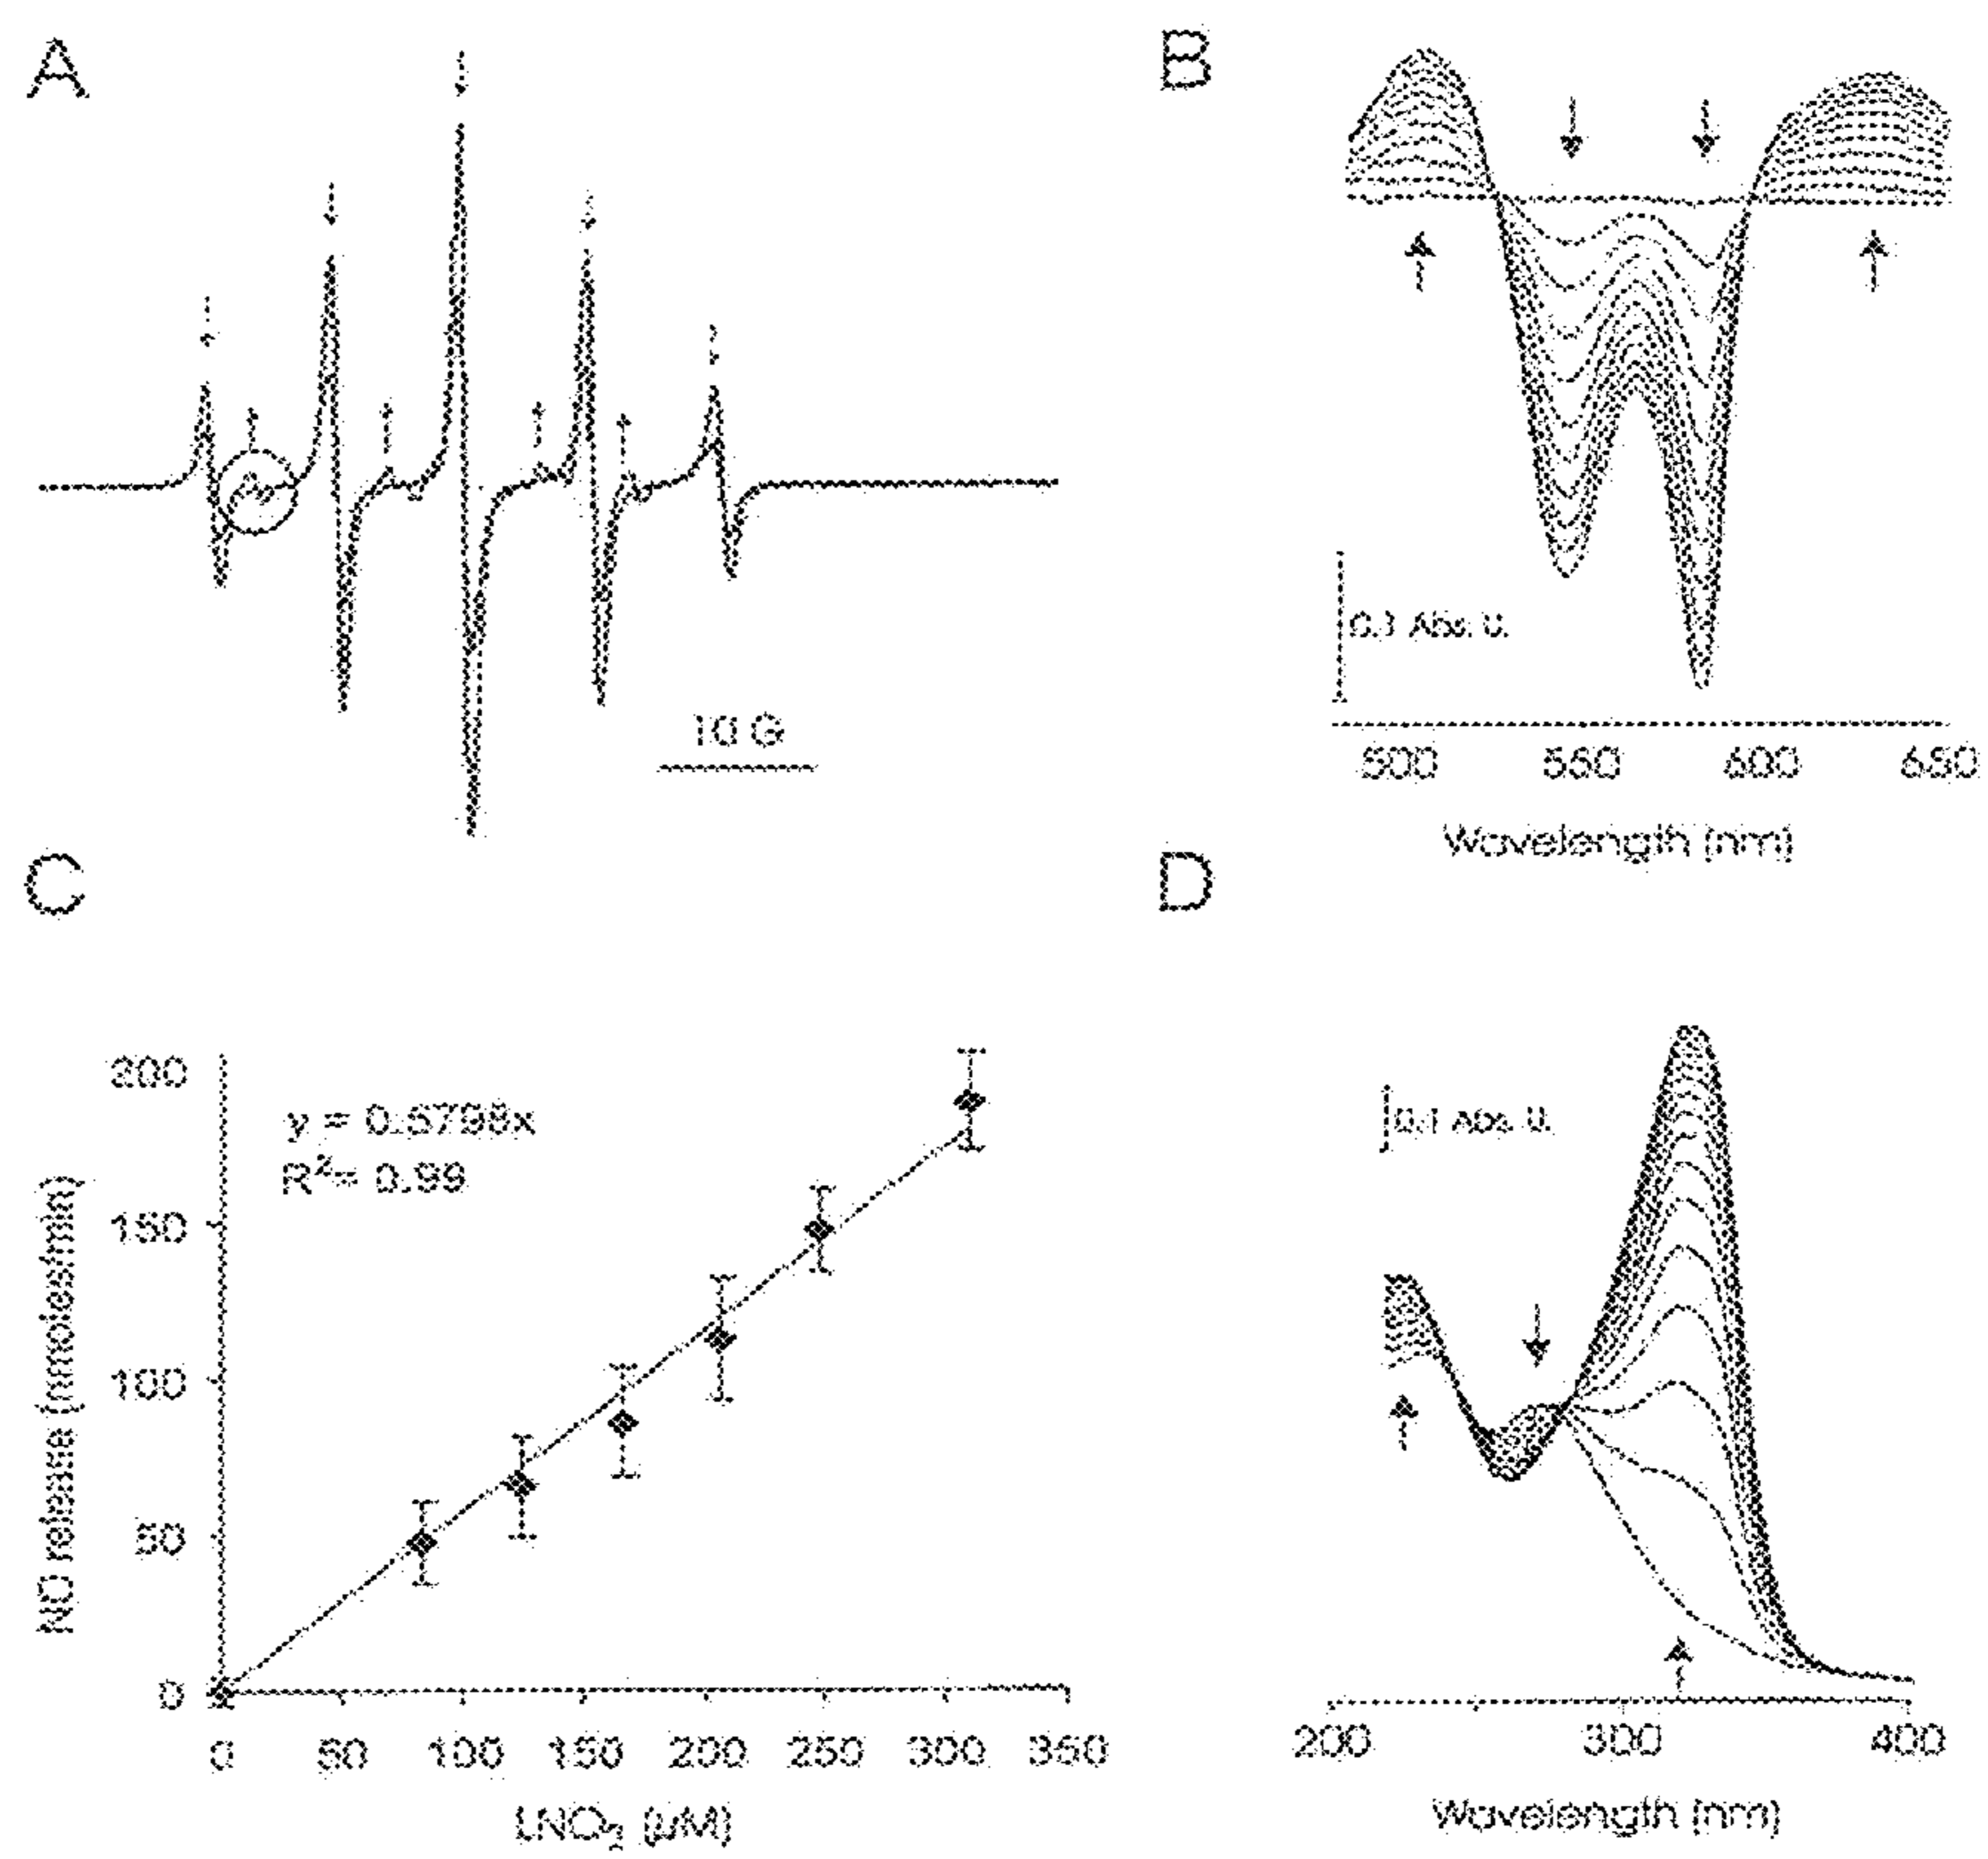 A
10 G
B
0.1 Abs. U.
500 550 600 650
Wavelength (nm)
C
y = 0.5798x
R²= 0.99
NO release (nmoles/min)
200
150
100
50
0
0 50 100 150 200 250 300 350
LNO₂ (µM)
D
0.1 Abs. U.
200 300 400
Wavelength (nm)